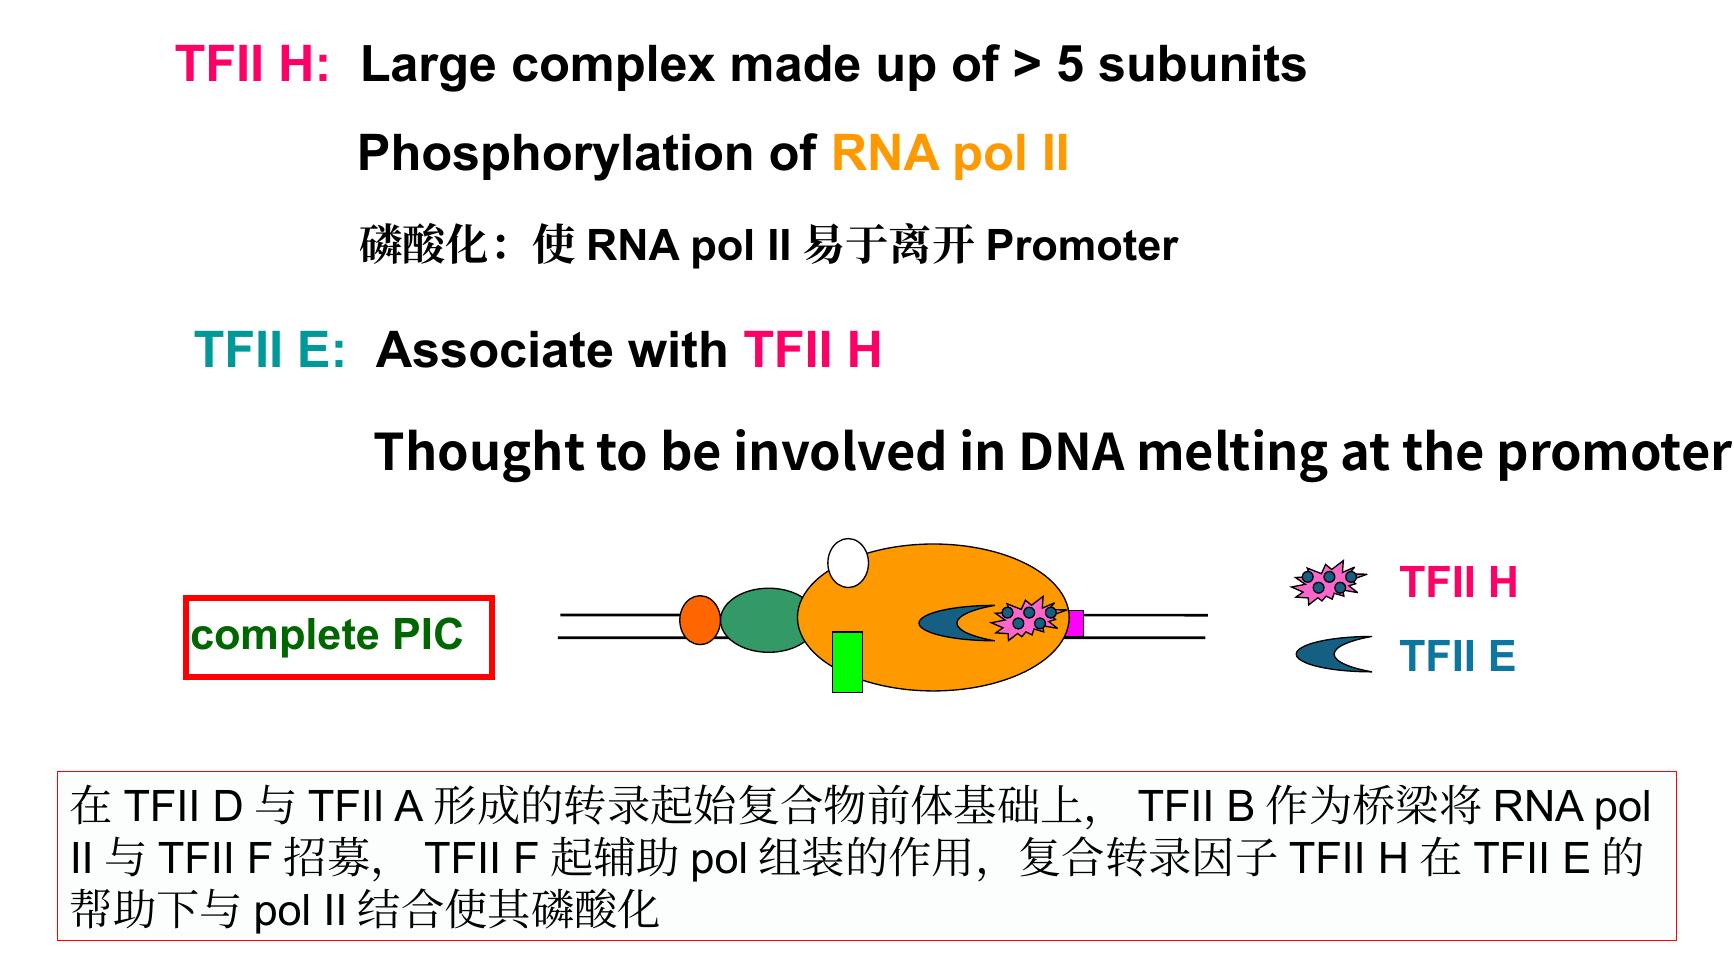 TFII H: Large complex made up of > 5 subunits
Phosphorylation of RNA pol II
磷酸化：使 RNA pol II 易于离开 Promoter
TFII E: Associate with TFII H
Thought to be involved in DNA melting at the promoter
complete PIC
TFII H
TFII E
在 TFII D 与 TFII A 形成的转录起始复合物前体基础上， TFII B 作为桥梁将 RNA pol
II 与 TFII F 招募， TFII F 起辅助 pol 组装的作用，复合转录因子 TFII H 在 TFII E 的
帮助下与 pol II 结合使其磷酸化